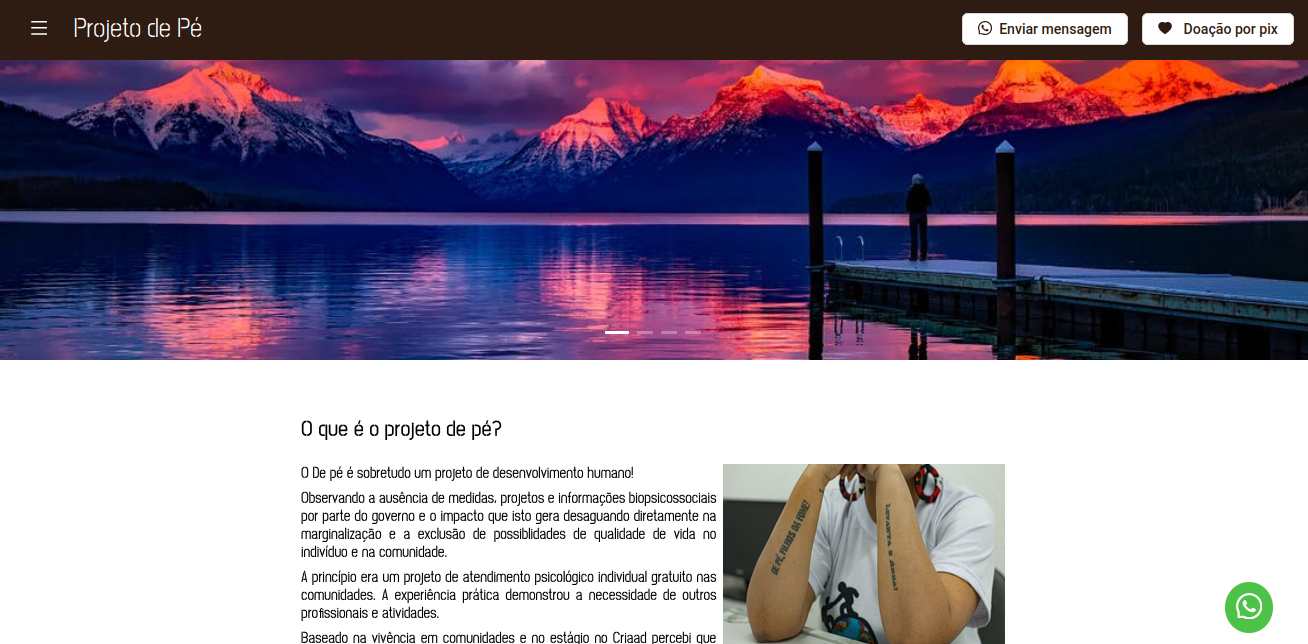 Projeto de Pé
Enviar mensagem
Doação por pix
O que é o projeto de pé?
O De pé é sobretudo um projeto de desenvolvimento humano!
Observando a ausência de medidas, projetos e informações biopsicossociais
por parte do governo e o impacto que isto gera desaguando diretamente na
marginalização e a exclusão de possiblidades de qualidade de vida no
indivíduo e na comunidade.
A princípio era um projeto de atendimento psicológico individual gratuito nas
comunidades. A experiência prática demonstrou a necessidade de outros
profissionais e atividades.
Baseado na vivência em comunidades e no estágio no Criaad percebi que
DE PÉ, FILHOS DA FOME!
LEVANTA E ANDA!